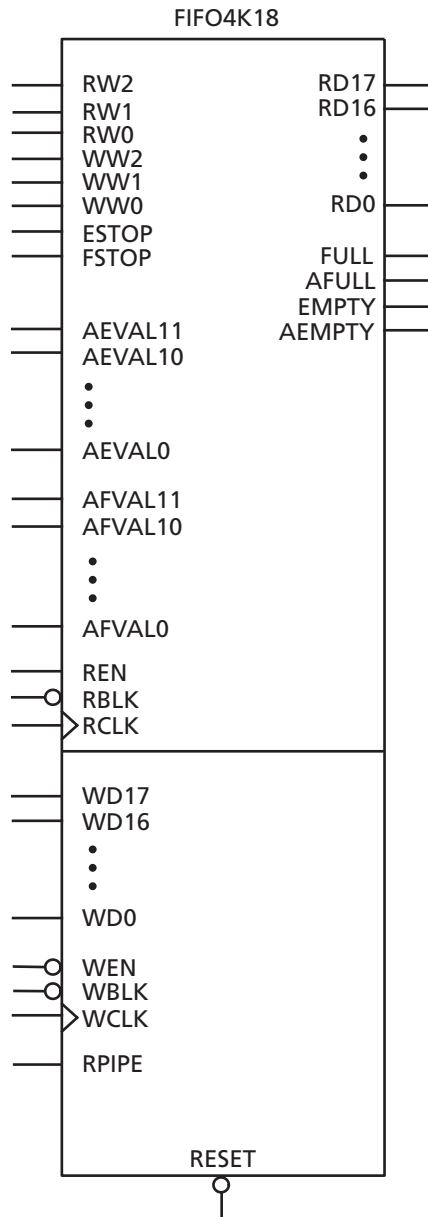 FIFO4K18
RW2
RD17
RW1
RD16
RW0
WW2
WW1
WW0
RD0
ESTOP
FSTOP
FULL
AFULL
EMPTY
AEVAL11
AEMPTY
AEVAL10
AEVAL0
AFVAL11
AFVAL10
AFVAL0
REN
RBLK
RCLK
WD17
WD16
WD0
WEN
WBLK
WCLK
RPIPE
RESET